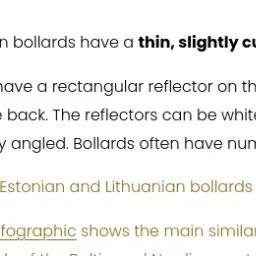 n bollards have a thin, slightly cu
have a rectangular reflector on th
e back. The reflectors can be white
y angled. Bollards often have num
Estonian and Lithuanian bollards
fographic shows the main similar